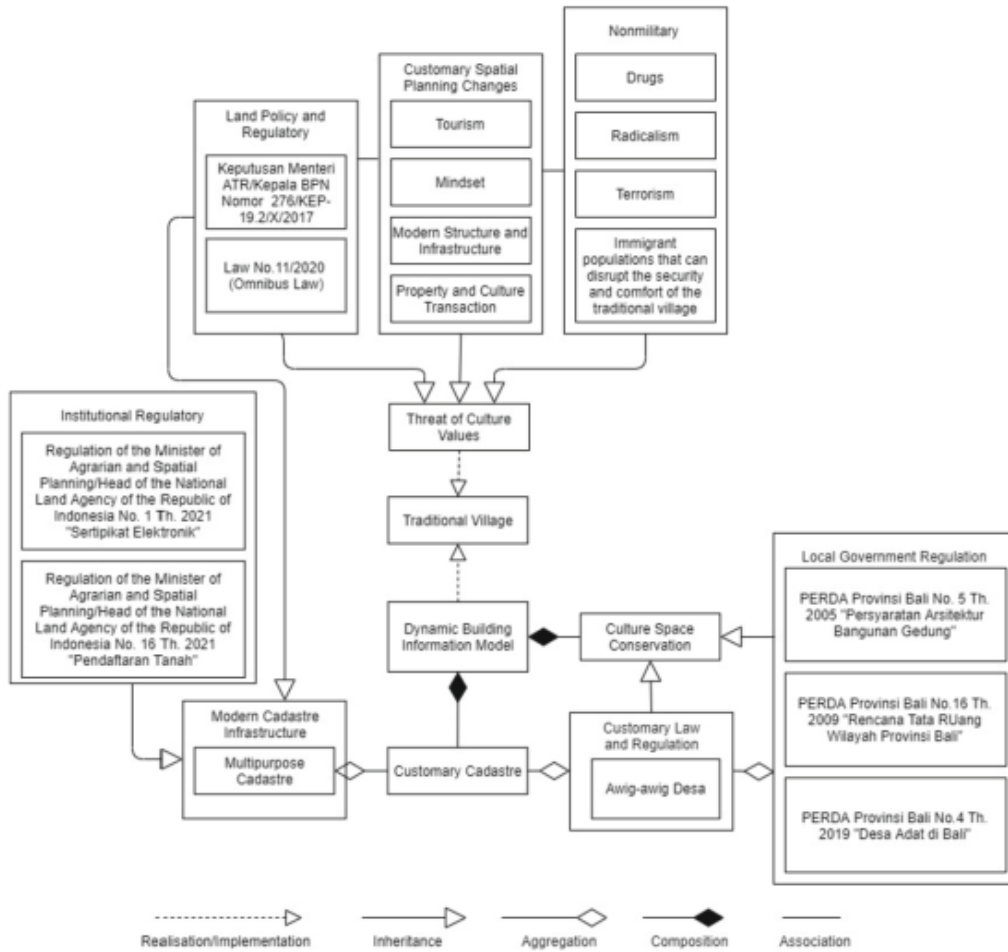 Nonmilitary
Drugs
Radicalism
Terrorism
Immigrant
populations that can
disrupt the security
and comfort of the
traditional village
Customary Spatial
Planning Changes
Tourism
Mindset
Modern Structure and
Infrastructure
Property and Culture
Transaction
Land Policy and
Regulatory
Keputusan Menteri
ATR/Kepala BPN
Nomor 276/KEP-
19.2/X/2017
Law No.11/2020
(Omnibus Law)
Threat of Culture
Values
Institutional Regulatory
Regulation of the Minister of
Agrarian and Spatial
Planning/Head of the National
Land Agency of the Republic of
Indonesia No. 1 Th. 2021
"Sertipikat Elektronik"
Regulation of the Minister of
Agrarian and Spatial
Planning/Head of the National
Land Agency of the Republic of
Indonesia No. 16 Th. 2021
"Pendaftaran Tanah"
Traditional Village
Dynamic Building
Information Model
Culture Space
Conservation
Local Government Regulation
PERDA Provinsi Bali No. 5 Th.
2005 "Persyaratan Arsitektur
Bangunan Gedung"
PERDA Provinsi Bali No.16 Th.
2009 "Rencana Tata RUang
Wilayah Provinsi Bali"
PERDA Provinsi Bali No.4 Th.
2019 "Desa Adat di Bali"
Modern Cadastre
Infrastructure
Multipurpose
Cadastre
Customary Cadastre
Customary Law
and Regulation
Awig-awig Desa
Realisation/Implementation
Inheritance
Aggregation
Composition
Association